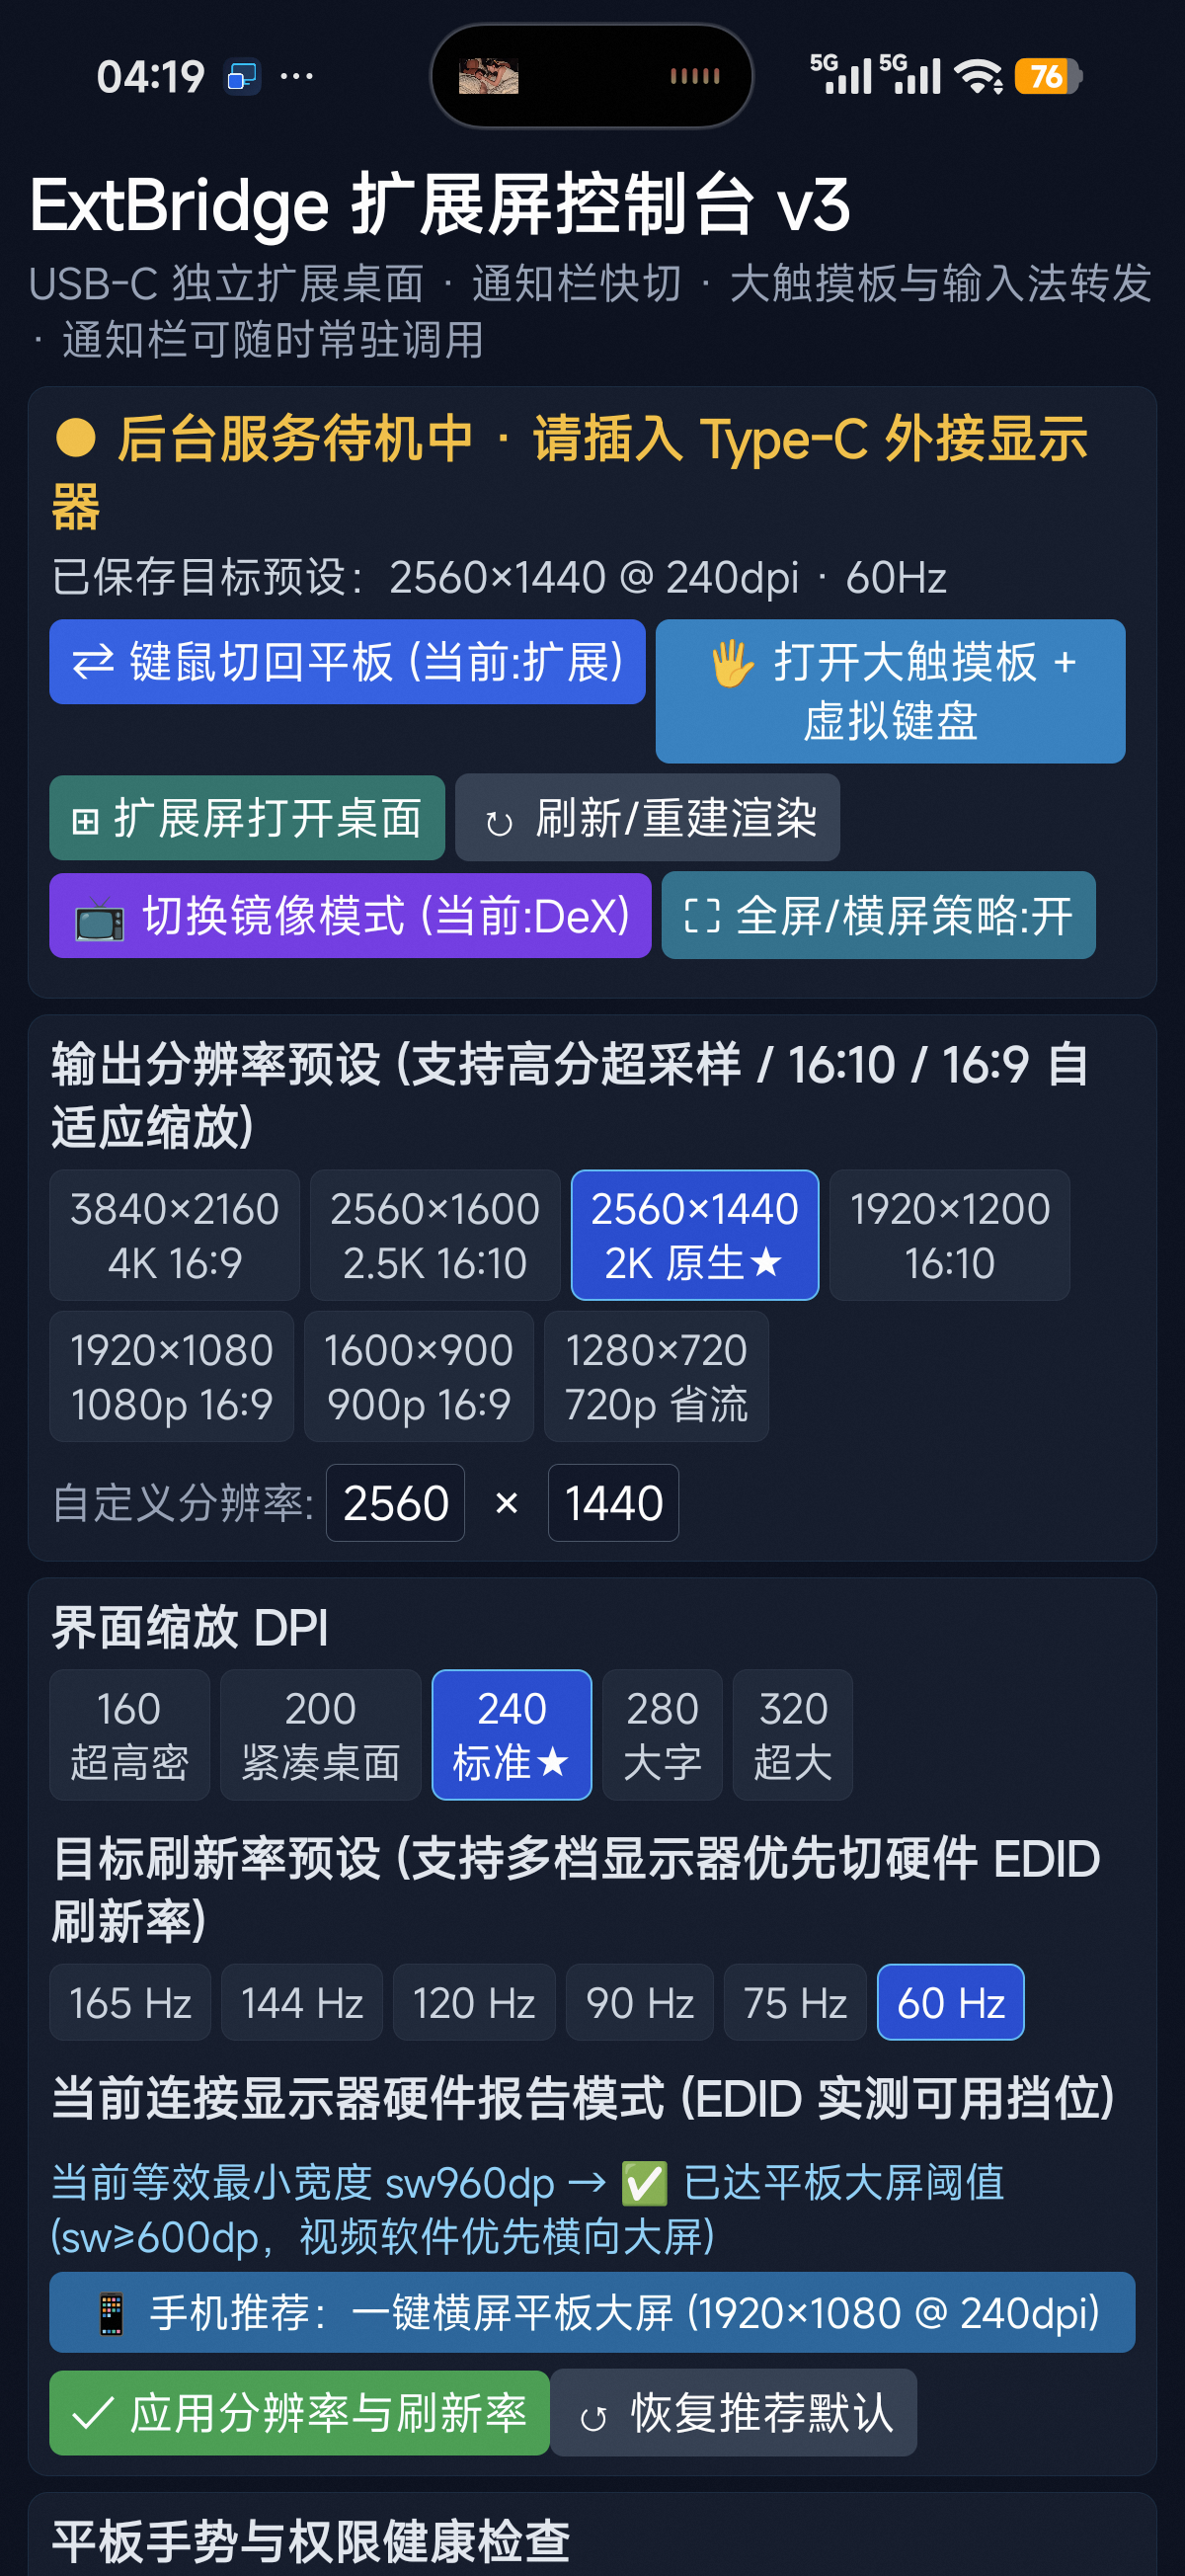 04:19 ··· 5G 5G 76
ExtBridge 扩展屏控制台 v3
USB-C 独立扩展桌面 · 通知栏快切 · 大触摸板与输入法转发
· 通知栏可随时常驻调用
后台服务待机中 · 请插入 Type-C 外接显示
器
已保存目标预设：2560×1440 @ 240dpi · 60Hz
⇄ 键鼠切回平板 (当前:扩展)
🖐 打开大触摸板 +
虚拟键盘
⊞ 扩展屏打开桌面
↻ 刷新/重建渲染
📺 切换镜像模式 (当前:DeX)
⛶ 全屏/横屏策略:开
输出分辨率预设 (支持高分超采样 / 16:10 / 16:9 自
适应缩放)
3840×2160
4K 16:9
2560×1600
2.5K 16:10
2560×1440
2K 原生★
1920×1200
16:10
1920×1080
1080p 16:9
1600×900
900p 16:9
1280×720
720p 省流
自定义分辨率: 2560 × 1440
界面缩放 DPI
160
超高密
200
紧凑桌面
240
标准★
280
大字
320
超大
目标刷新率预设 (支持多档显示器优先切硬件 EDID
刷新率)
165 Hz
144 Hz
120 Hz
90 Hz
75 Hz
60 Hz
当前连接显示器硬件报告模式 (EDID 实测可用挡位)
当前等效最小宽度 sw960dp → ✅ 已达平板大屏阈值
(sw≥600dp，视频软件优先横向大屏)
📱 手机推荐：一键横屏平板大屏 (1920×1080 @ 240dpi)
✓ 应用分辨率与刷新率
↺ 恢复推荐默认
平板手势与权限健康检查